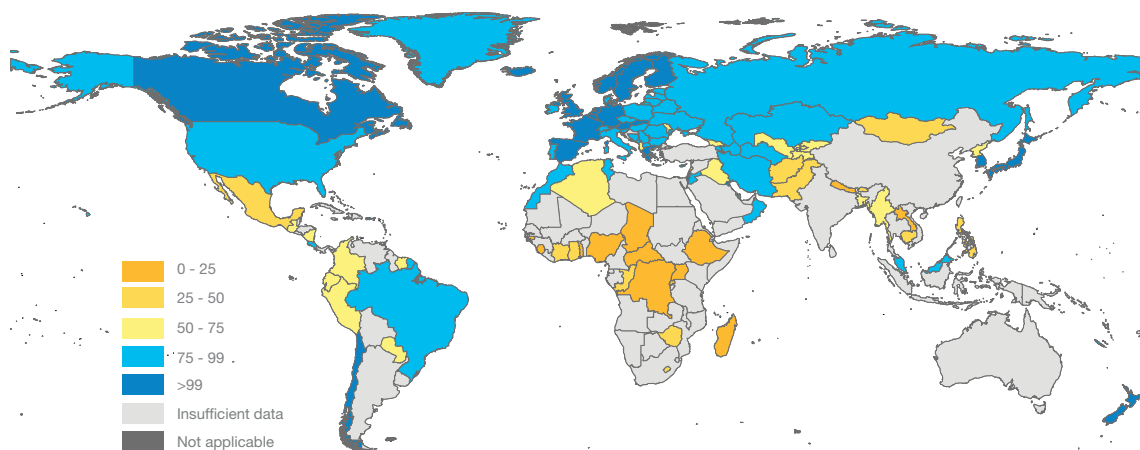 0 - 25
25 - 50
50 - 75
75 - 99
>99
Insufficient data
Not applicable